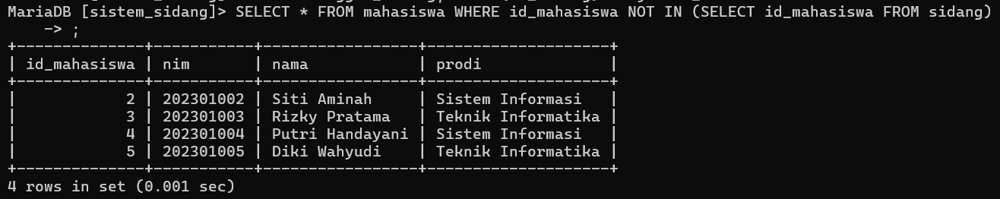 MariaDB [sistem_sidang]> SELECT * FROM mahasiswa WHERE id_mahasiswa NOT IN (SELECT id_mahasiswa FROM sidang)
    -> ;
+--------------+-----------+-----------------+--------------------+
| id_mahasiswa | nim       | nama            | prodi              |
+--------------+-----------+-----------------+--------------------+
|            2 | 202301002 | Siti Aminah     | Sistem Informasi   |
|            3 | 202301003 | Rizky Pratama   | Teknik Informatika |
|            4 | 202301004 | Putri Handayani | Sistem Informasi   |
|            5 | 202301005 | Diki Wahyudi    | Teknik Informatika |
+--------------+-----------+-----------------+--------------------+
4 rows in set (0.001 sec)